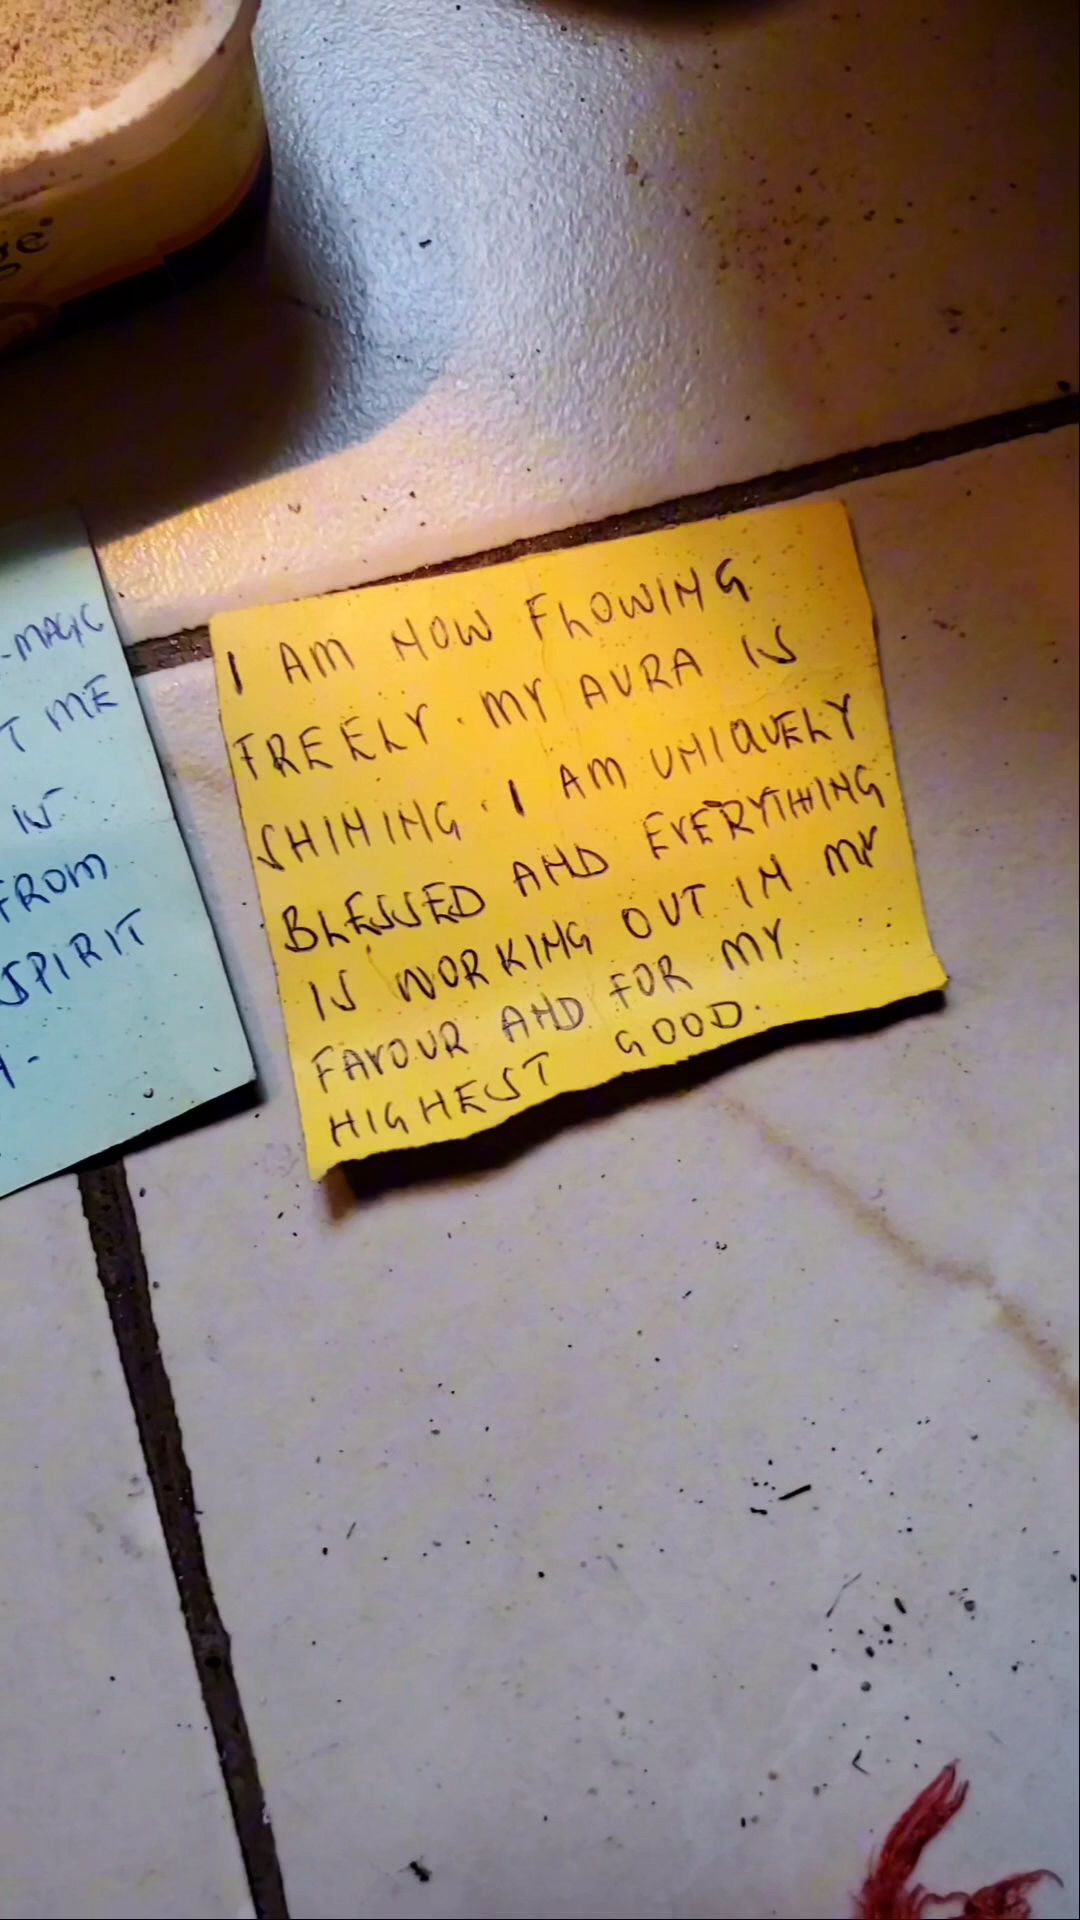 ge
-MAGIC
T ME
IS
FROM
SPIRIT
I AM NOW FLOWING
FREELY. MY AURA IS
SHINING. I AM UNIQUELY
BLESSED AND EVERYTHING
IS WORKING OUT IN MY
FAVOUR AND FOR MY
HIGHEST GOOD.